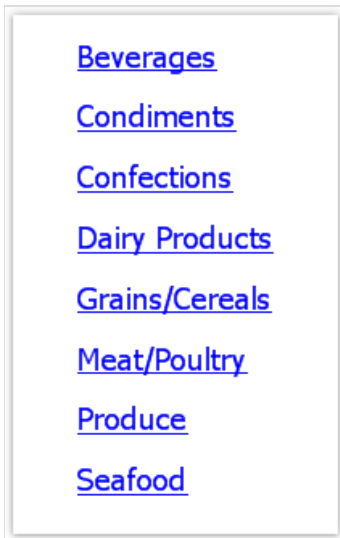 Beverages
Condiments
Confections
Dairy Products
Grains/Cereals
Meat/Poultry
Produce
Seafood